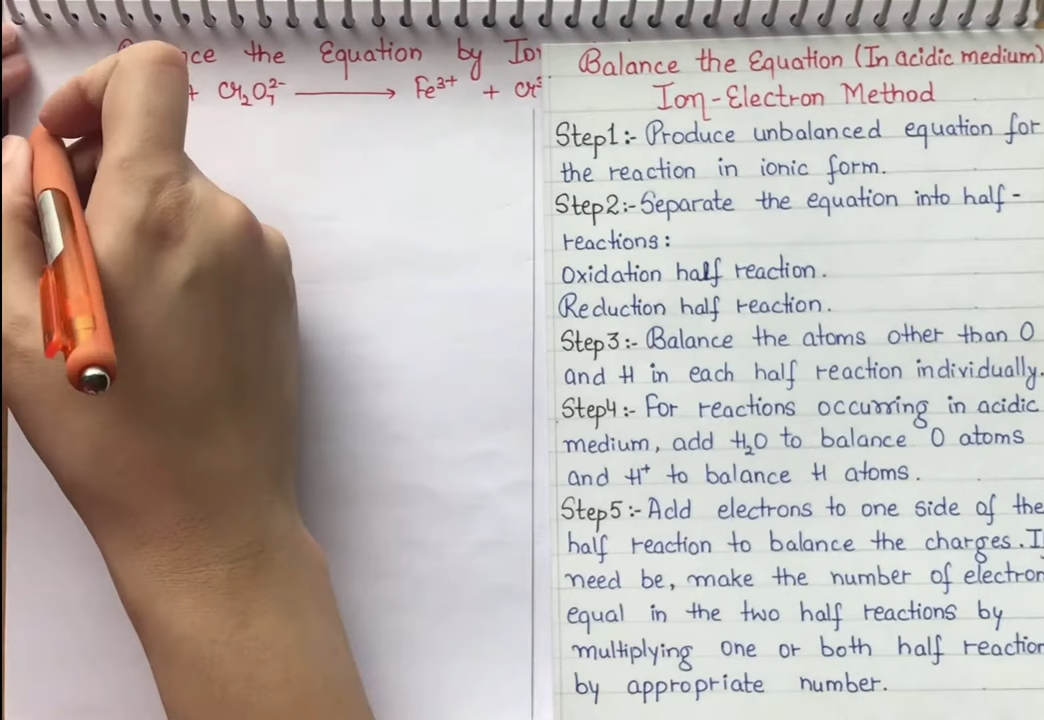 the Equation by
+ Cr₂O₇²⁻ ⟶ Fe³⁺ + Cr³
Balance the Equation (In acidic medium)
Ion-Electron Method
Step1:- Produce unbalanced equation for
the reaction in ionic form.
Step2:- Separate the equation into half-
reactions:
Oxidation half reaction.
Reduction half reaction.
Step3:- Balance the atoms other than O
and H in each half reaction individually.
Step4:- For reactions occurring in acidic
medium, add H₂O to balance O atoms
and H⁺ to balance H atoms.
Step5:- Add electrons to one side of the
half reaction to balance the charges. I
need be, make the number of electron
equal in the two half reactions by
multiplying one or both half reaction
by appropriate number.